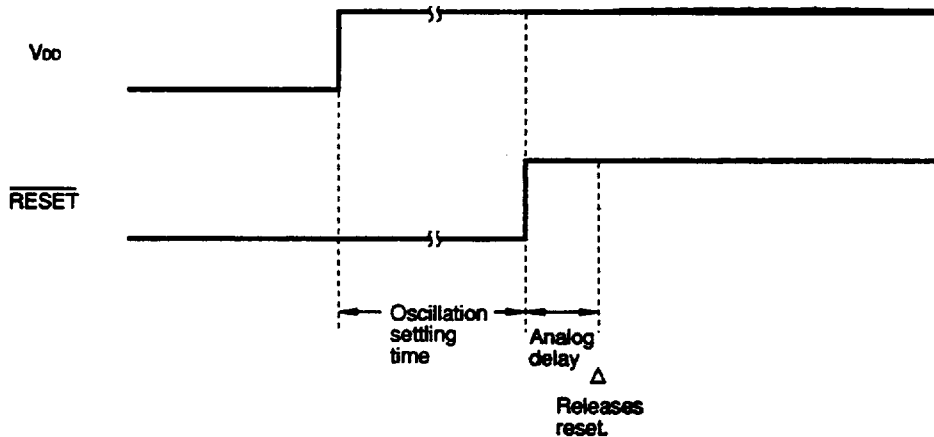 VDD
RESET
Oscillation
settling
time
Analog
delay
Δ
Releases
reset.